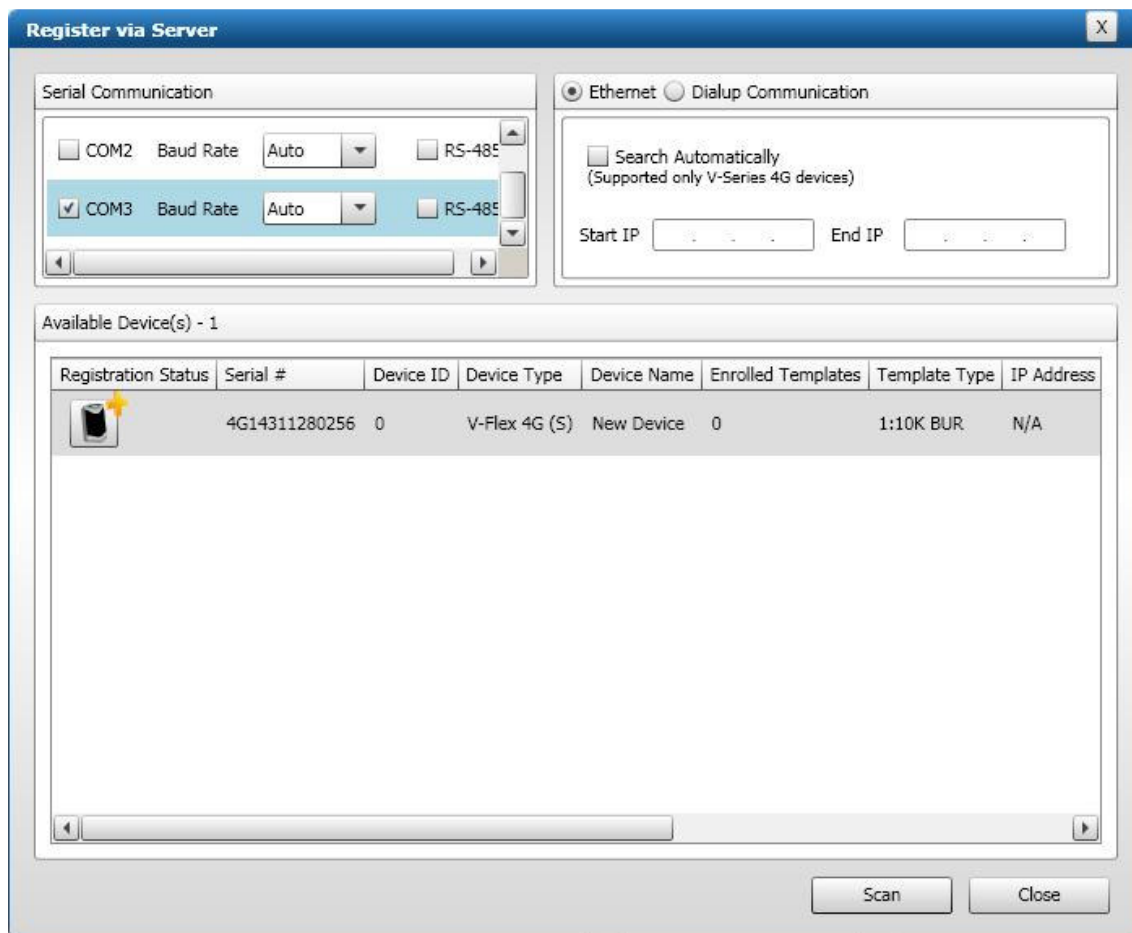 Register via Server
X
Serial Communication
COM2 Baud Rate Auto RS-485
COM3 Baud Rate Auto RS-485
Ethernet Dialup Communication
Search Automatically
(Supported only V-Series 4G devices)
Start IP . . . End IP . . .
Available Device(s) - 1
Registration Status Serial # Device ID Device Type Device Name Enrolled Templates Template Type IP Address
4G14311280256 0 V-Flex 4G (S) New Device 0 1:10K BUR N/A
Scan Close